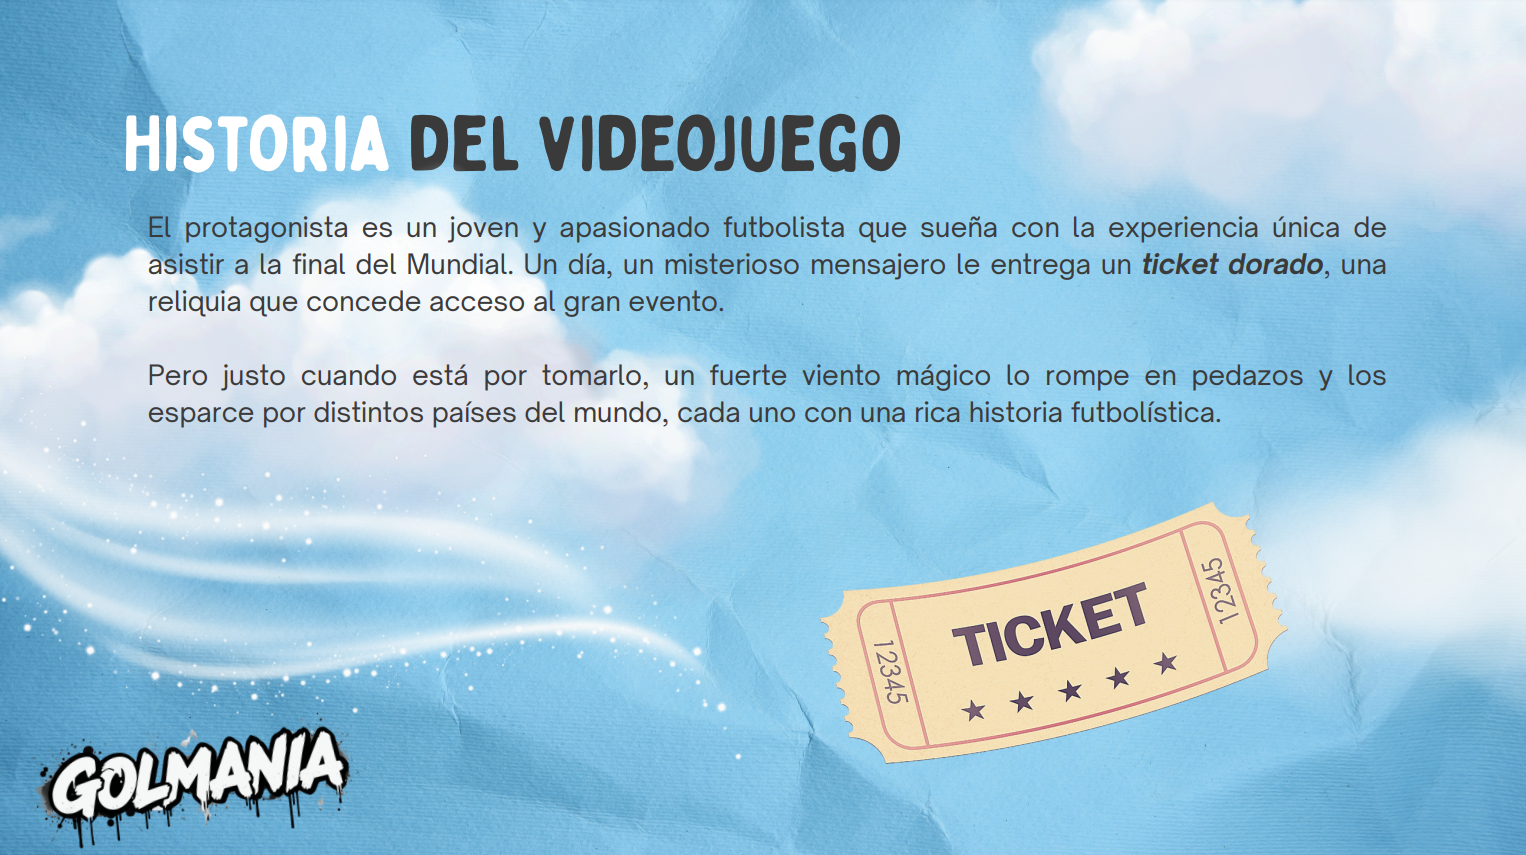 HISTORIA DEL VIDEOJUEGO
El protagonista es un joven y apasionado futbolista que sueña con la experiencia única de
asistir a la final del Mundial. Un día, un misterioso mensajero le entrega un ticket dorado, una
reliquia que concede acceso al gran evento.
Pero justo cuando está por tomarlo, un fuerte viento mágico lo rompe en pedazos y los
esparce por distintos países del mundo, cada uno con una rica historia futbolística.
12345
TICKET
12345
GOLMANIA